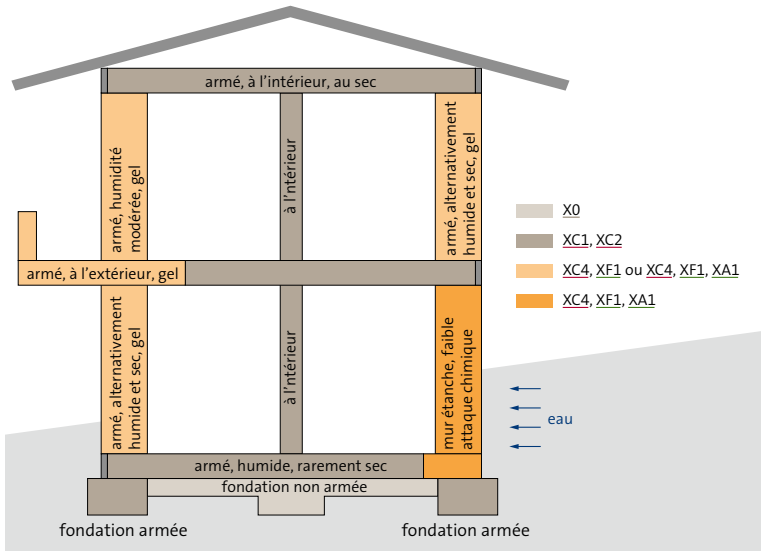 armé, à l'intérieur, au sec
armé, humidité
modérée, gel
à l'ntérieur
armé, alternativement
humide et sec, gel
X0
XC1, XC2
XC4, XF1 ou XC4, XF1, XA1
XC4, XF1, XA1
armé, à l'extérieur, gel
armé, alternativement
humide et sec, gel
à l'ntérieur
mur étanche, faible
attaque chimique
eau
armé, humide, rarement sec
fondation non armée
fondation armée
fondation armée